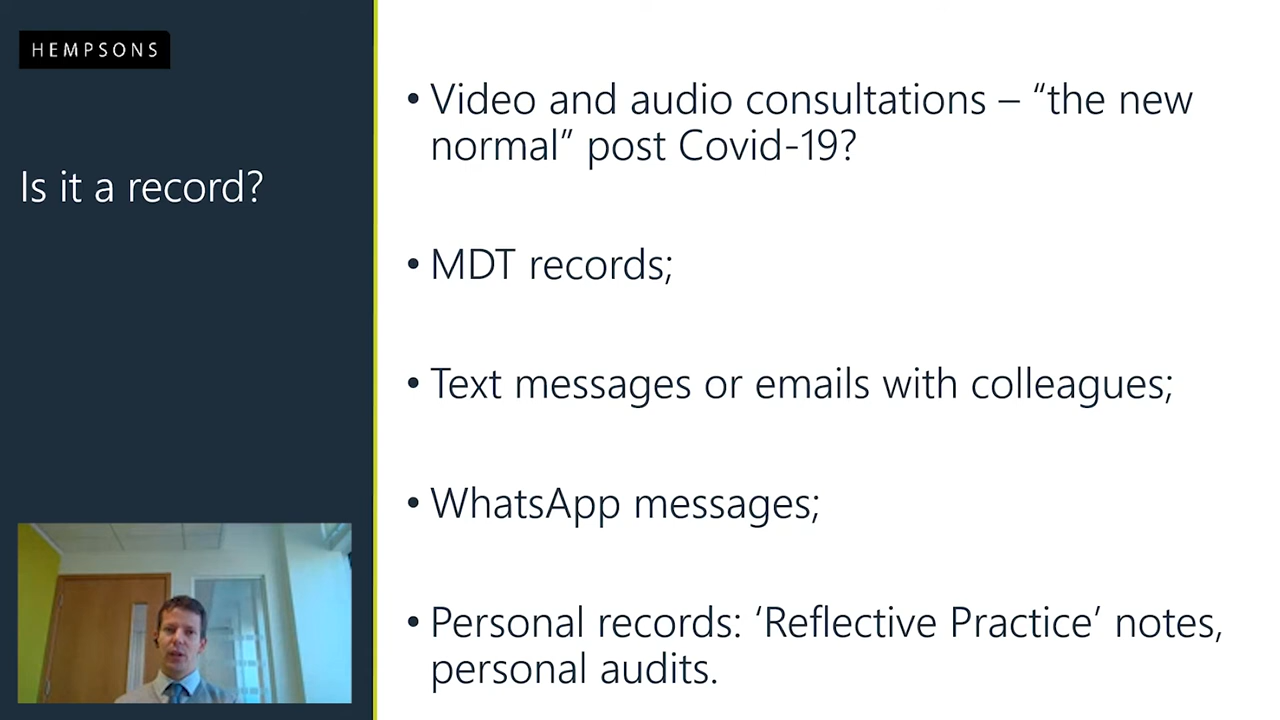 HEMPSONS
Is it a record?
• Video and audio consultations – “the new
normal” post Covid-19?
• MDT records;
• Text messages or emails with colleagues;
• WhatsApp messages;
• Personal records: ‘Reflective Practice’ notes,
personal audits.